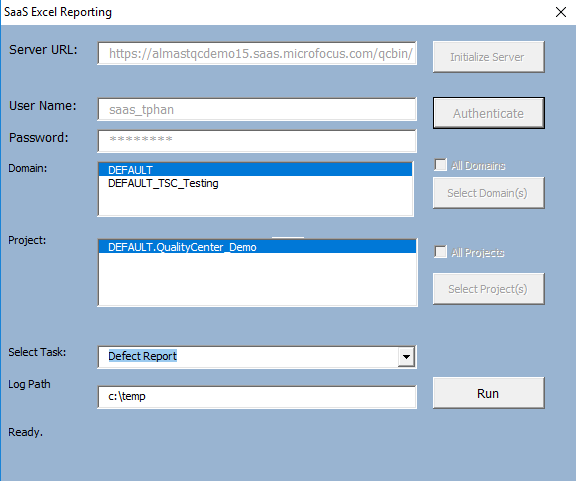 SaaS Excel Reporting
Server URL: https://almastqcdemo15.saas.microfocus.com/qcbin/ Initialize Server
User Name: saas_tphan Authenticate
Password: ********
Domain: DEFAULT All Domains
DEFAULT_TSC_Testing Select Domain(s)
Project: DEFAULT.QualityCenter_Demo All Projects
Select Project(s)
Select Task: Defect Report
Log Path c:\temp Run
Ready.